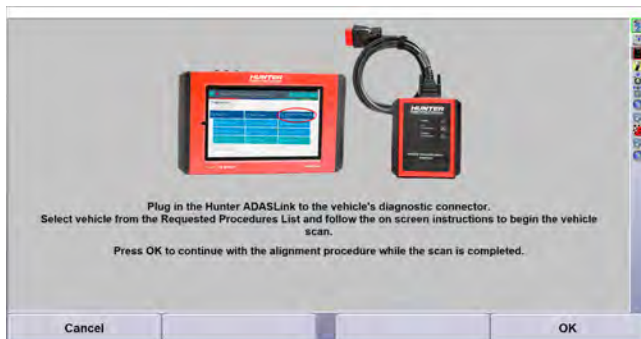 HUNTER
HUNTER
Plug in the Hunter ADASLink to the vehicle's diagnostic connector.
Select vehicle from the Requested Procedures List and follow the on screen instructions to begin the vehicle
scan.
Press OK to continue with the alignment procedure while the scan is completed.
Cancel
OK